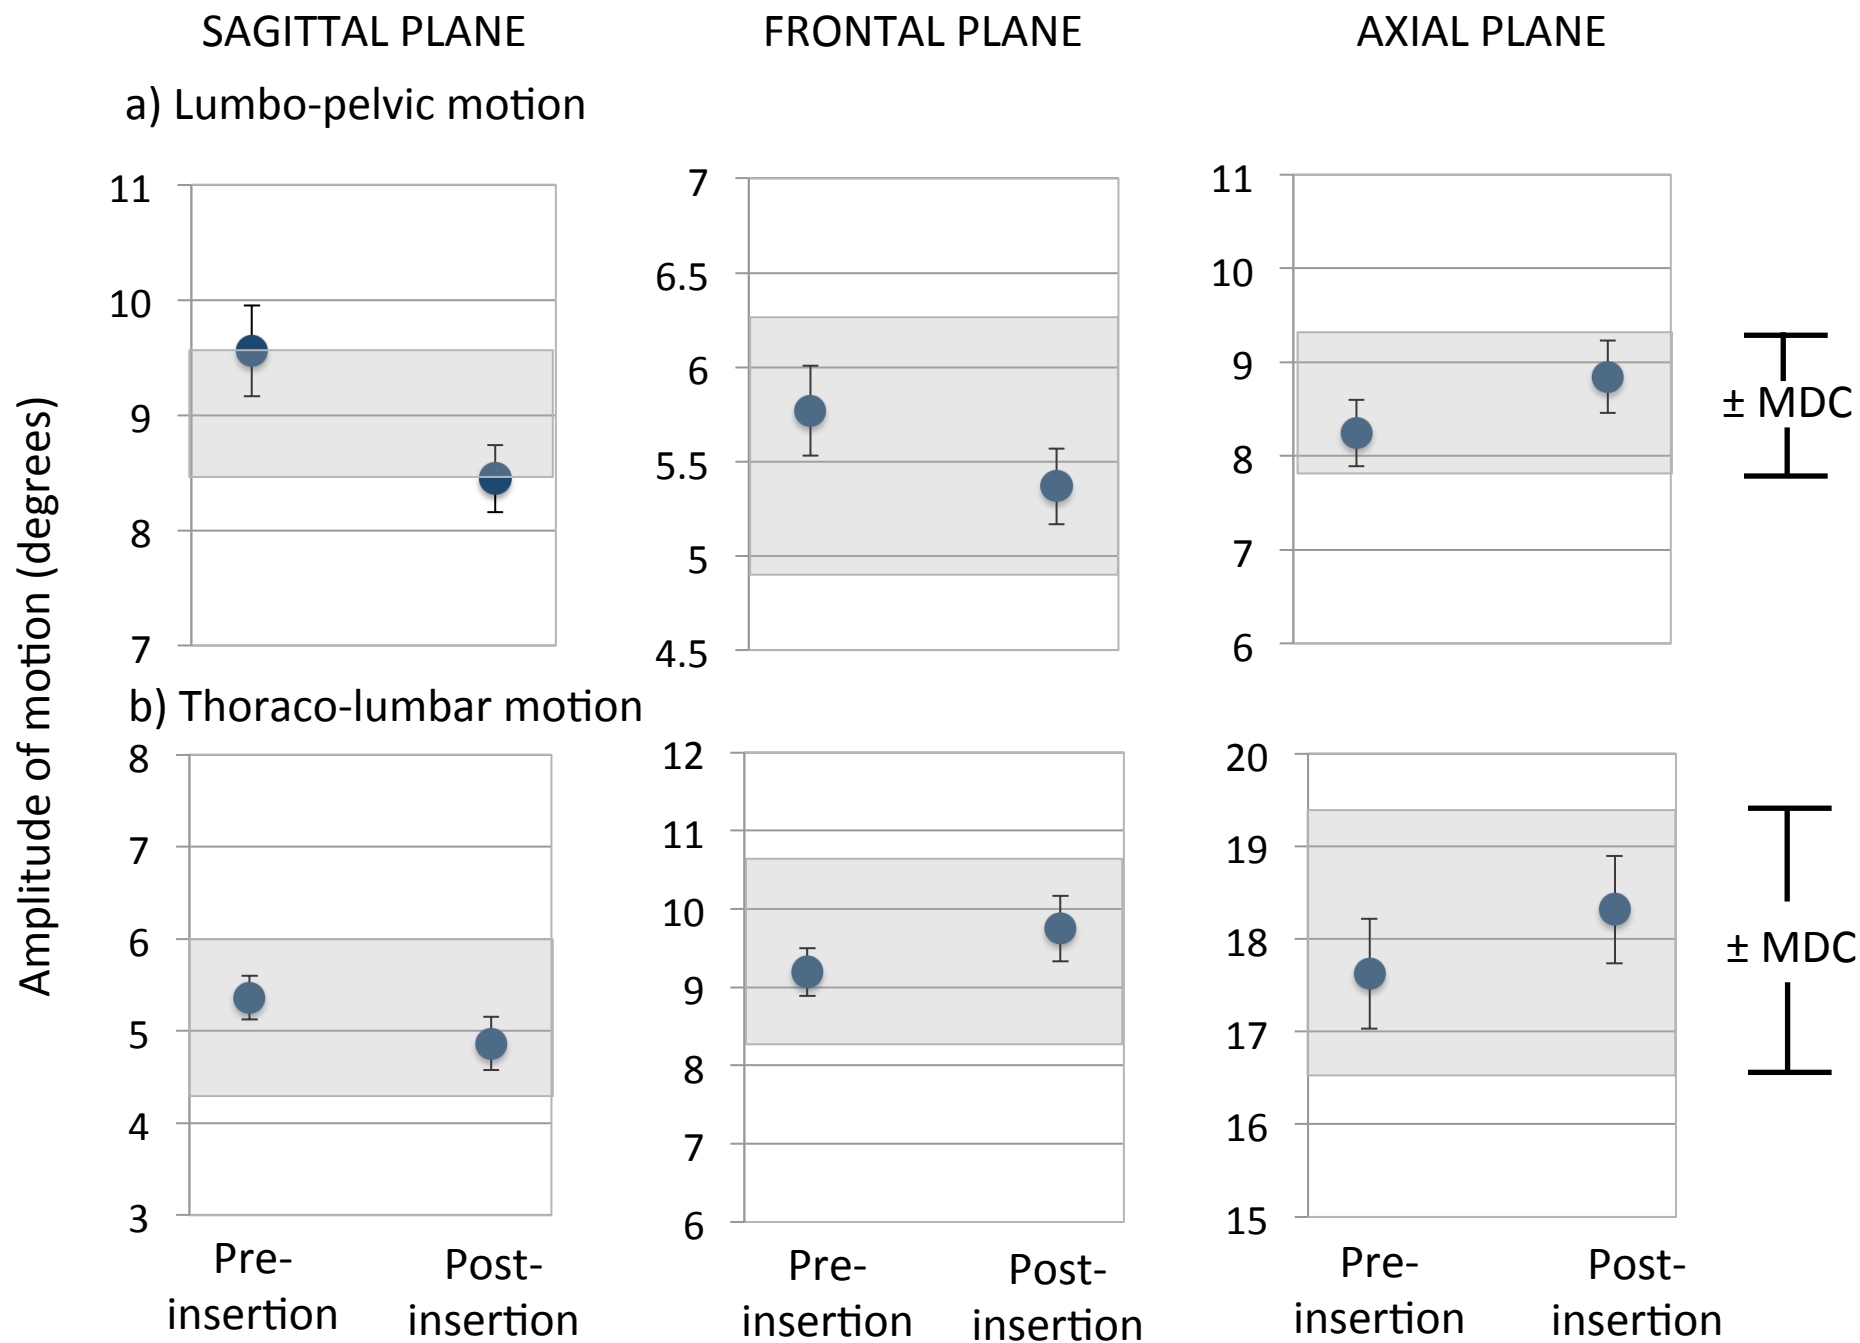 SAGITTAL PLANE
FRONTAL PLANE
AXIAL PLANE
a) Lumbo-pelvic motion
Amplitude of motion (degrees)
11
10
9
8
7
7
6.5
6
5.5
5
4.5
11
10
9
8
7
6
± MDC
b) Thoraco-lumbar motion
8
7
6
5
4
3
12
11
10
9
8
7
6
20
19
18
17
16
15
± MDC
Pre-
insertion
Post-
insertion
Pre-
insertion
Post-
insertion
Pre-
insertion
Post-
insertion